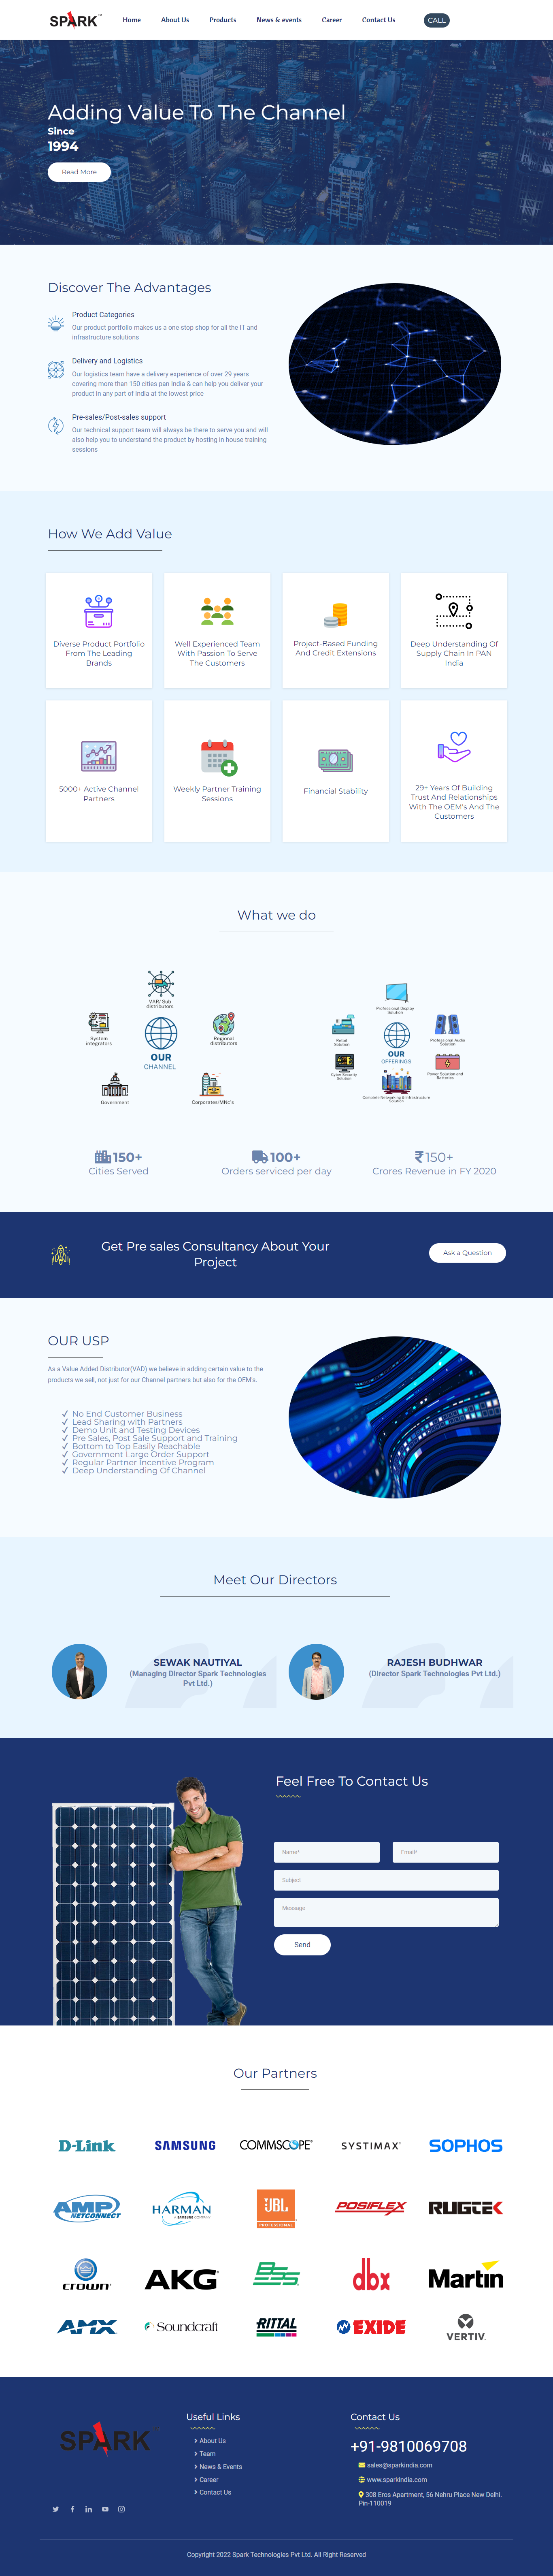 SPARK™
Home
About Us
Products
News & events
Career
Contact Us
CALL
Adding Value To The Channel
Since
1994
Read More
Discover The Advantages
Product Categories
Our product portfolio makes us a one-stop shop for all the IT and
infrastructure solutions
Delivery and Logistics
Our logistics team have a delivery experience of over 29 years
covering more than 150 cities pan India & can help you deliver your
product in any part of India at the lowest price
Pre-sales/Post-sales support
Our technical support team will always be there to serve you and will
also help you to understand the product by hosting in house training
sessions
How We Add Value
Diverse Product Portfolio
From The Leading
Brands
Well Experienced Team
With Passion To Serve
The Customers
Project-Based Funding
And Credit Extensions
Deep Understanding Of
Supply Chain In PAN
India
5000+ Active Channel
Partners
Weekly Partner Training
Sessions
Financial Stability
29+ Years Of Building
Trust And Relationships
With The OEM's And The
Customers
What we do
VAR/ Sub
distributors
System
integrators
Regional
distributors
OUR
CHANNEL
Government
Corporates/MNc's
Professional Display
Solution
Retail
Solution
Professional Audio
Solution
OUR
OFFERINGS
Cyber Security
Solution
Power Solution and
Batteries
Complete Networking & Infrastructure
Solution
150+
Cities Served
100+
Orders serviced per day
₹ 150+
Crores Revenue in FY 2020
Get Pre sales Consultancy About Your
Project
Ask a Question
OUR USP
As a Value Added Distributor(VAD) we believe in adding certain value to the
products we sell, not just for our Channel partners but also for the OEM's.
No End Customer Business
Lead Sharing with Partners
Demo Unit and Testing Devices
Pre Sales, Post Sale Support and Training
Bottom to Top Easily Reachable
Government Large Order Support
Regular Partner Incentive Program
Deep Understanding Of Channel
Meet Our Directors
SEWAK NAUTIYAL
(Managing Director Spark Technologies
Pvt Ltd.)
RAJESH BUDHWAR
(Director Spark Technologies Pvt Ltd.)
Feel Free To Contact Us
Name*
Email*
Subject
Message
Send
Our Partners
D-Link
SAMSUNG
COMMSCOPE®
SYSTIMAX®
SOPHOS
AMP
NETCONNECT
HARMAN
A SAMSUNG COMPANY
JBL
PROFESSIONAL
POSIFLEX
RUGTEK
crown
AKG
BSS
dbx
Martin
AMX
Soundcraft
RITTAL
EXIDE
VERTIV
SPARK
Useful Links
About Us
Team
News & Events
Career
Contact Us
Contact Us
+91-9810069708
sales@sparkindia.com
www.sparkindia.com
308 Eros Apartment, 56 Nehru Place New Delhi.
Pin-110019
Copyright 2022 Spark Technologies Pvt Ltd. All Right Reserved